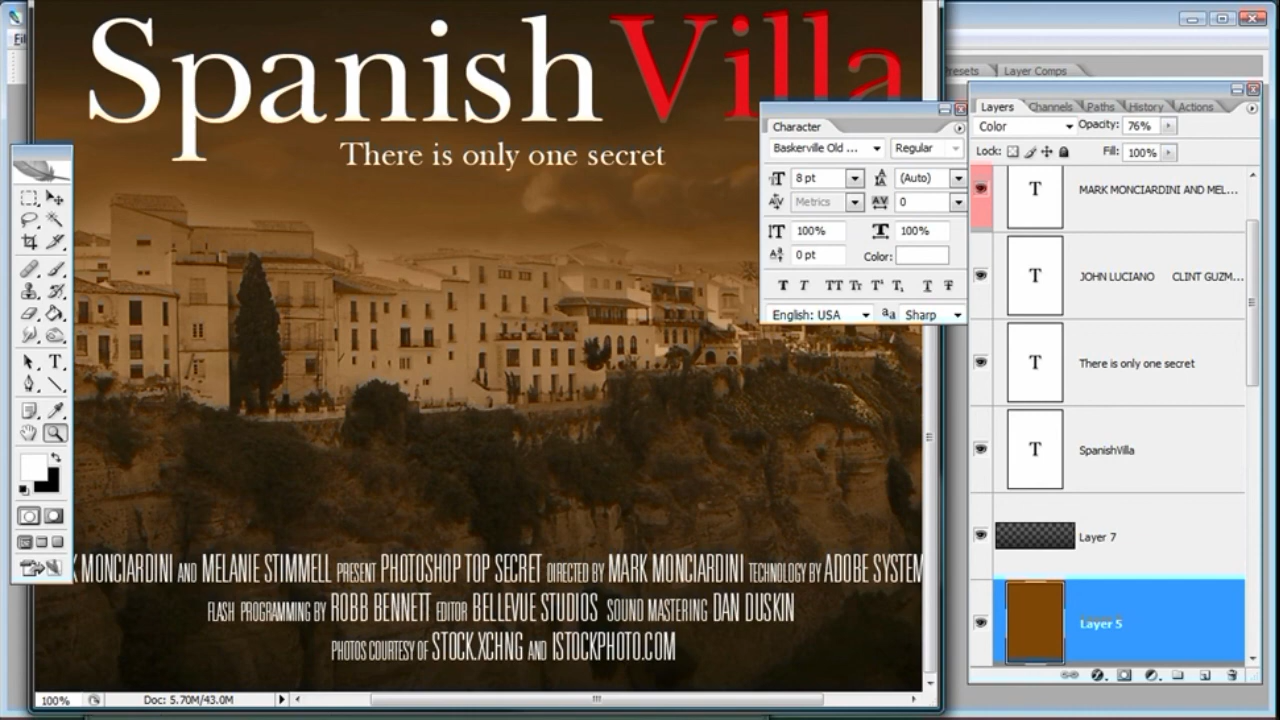 Spanish Villa
There is only one secret
MONCIARDINI AND MELANIE STIMMELL PRESENT PHOTOSHOP TOP SECRET DIRECTED BY MARK MONCIARDINI TECHNOLOGY BY ADOBE SYSTEM
FLASH PROGRAMMING BY ROBB BENNETT EDITOR BELLEVUE STUDIOS SOUND MASTERING DAN DUSKIN
PHOTOS COURTESY OF STOCK.XCHNG AND ISTOCKPHOTO.COM
100% Doc: 5.70M/43.0M
Character
Baskerville Old ... Regular
8 pt (Auto)
Metrics 0
100% 100%
0 pt Color:
T T TT Tr T¹ T, T T
English: USA aa Sharp
Layer Comps
Layers Channels Paths History Actions
Color Opacity: 76%
Lock: Fill: 100%
T MARK MONCIARDINI AND MEL...
T JOHN LUCIANO CLINT GUZM...
T There is only one secret
T SpanishVilla
Layer 7
Layer 5